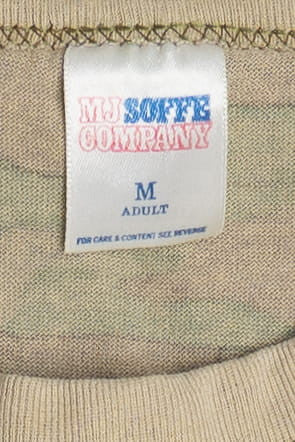 MJ SOFFE
COMPANY
M
ADULT
FOR CARE & CONTENT SEE REVERSE